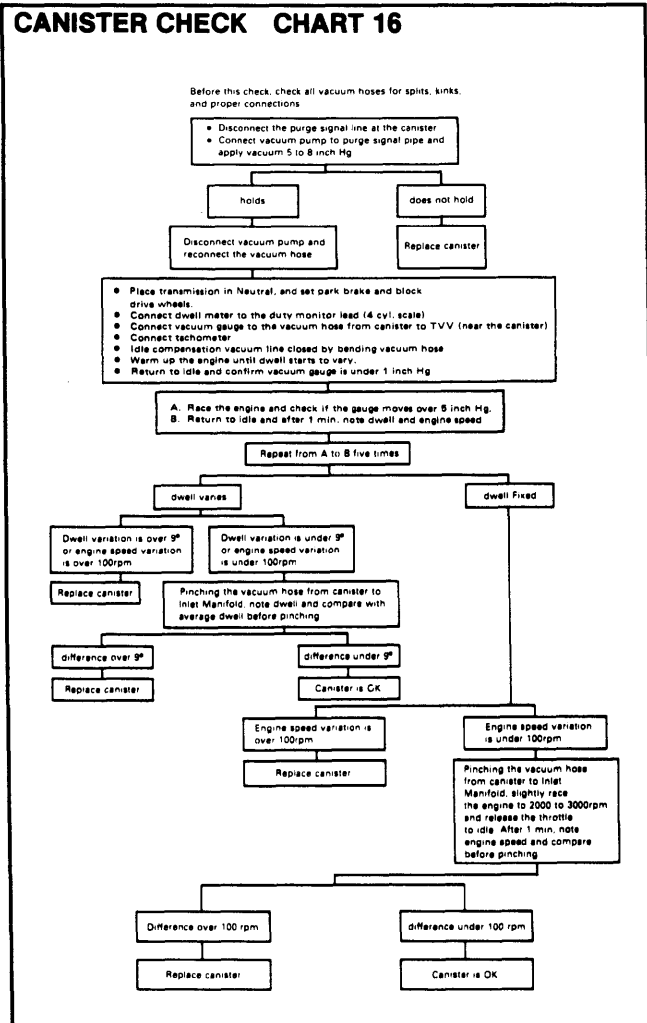 CANISTER CHECK CHART 16
Before this check, check all vacuum hoses for splits, kinks,
and proper connections
• Disconnect the purge signal line at the canister
• Connect vacuum pump to purge signal pipe and
apply vacuum 5 to 8 inch Hg
holds
does not hold
Disconnect vacuum pump and
reconnect the vacuum hose
Replace canister
• Place transmission in Neutral, and set park brake and block
drive wheels.
• Connect dwell meter to the duty monitor lead (4 cyl. scale)
• Connect vacuum gauge to the vacuum hose from canister to TVV (near the canister)
• Connect tachometer
• Idle compensation vacuum line closed by bending vacuum hose
• Warm up the engine until dwell starts to vary.
• Return to idle and confirm vacuum gauge is under 1 inch Hg
A. Race the engine and check if the gauge moves over 5 inch Hg.
B. Return to idle and after 1 min. note dwell and engine speed
Repeat from A to B five times
dwell varies
dwell Fixed
Dwell variation is over 9°
or engine speed variation
is over 100rpm
Dwell variation is under 9°
or engine speed variation
is under 100rpm
Replace canister
Pinching the vacuum hose from canister to
Inlet Manifold, note dwell and compare with
average dwell before pinching
difference over 9°
difference under 9°
Replace canister
Canister is OK
Engine speed variation is
over 100rpm
Engine speed variation
is under 100rpm
Replace canister
Pinching the vacuum hose
from canister to Inlet
Manifold, slightly race
the engine to 2000 to 3000rpm
and release the throttle
to idle. After 1 min, note
engine speed and compare
before pinching
Difference over 100 rpm
difference under 100 rpm
Replace canister
Canister is OK